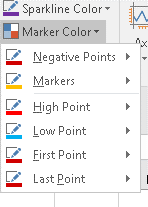 Sparkline Color
Marker Color
Negative Points
Markers
High Point
Low Point
First Point
Last Point